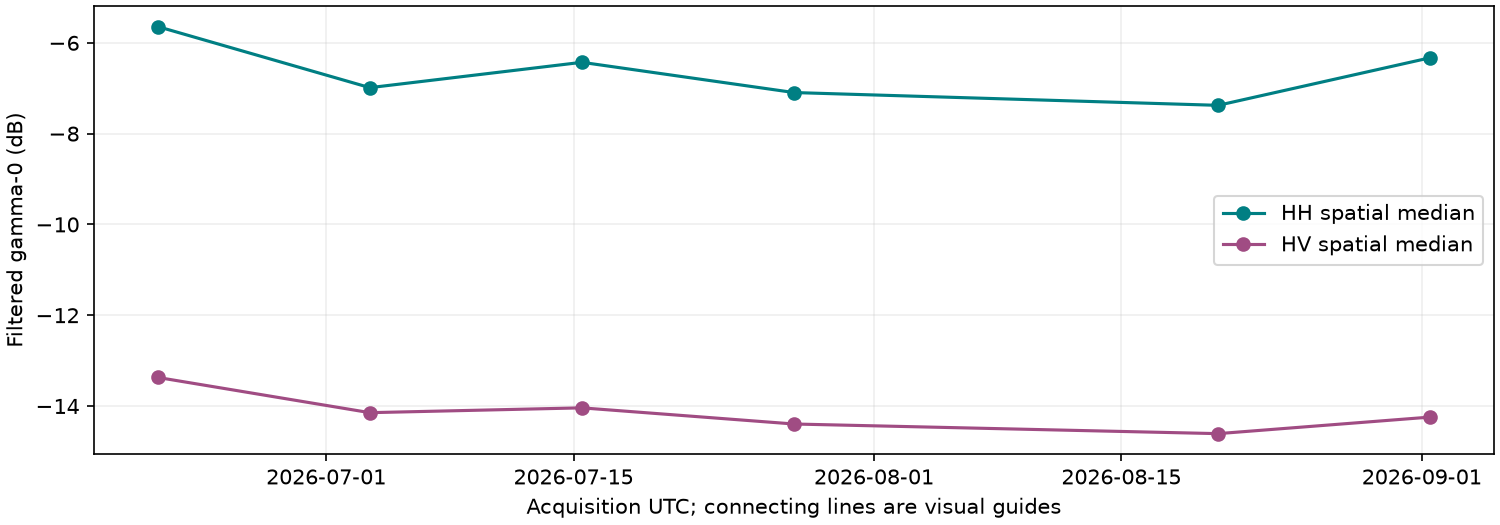 Filtered gamma-0 (dB)
−6
−8
−10
−12
−14
HH spatial median
HV spatial median
2026-07-01
2026-07-15
2026-08-01
2026-08-15
2026-09-01
Acquisition UTC; connecting lines are visual guides